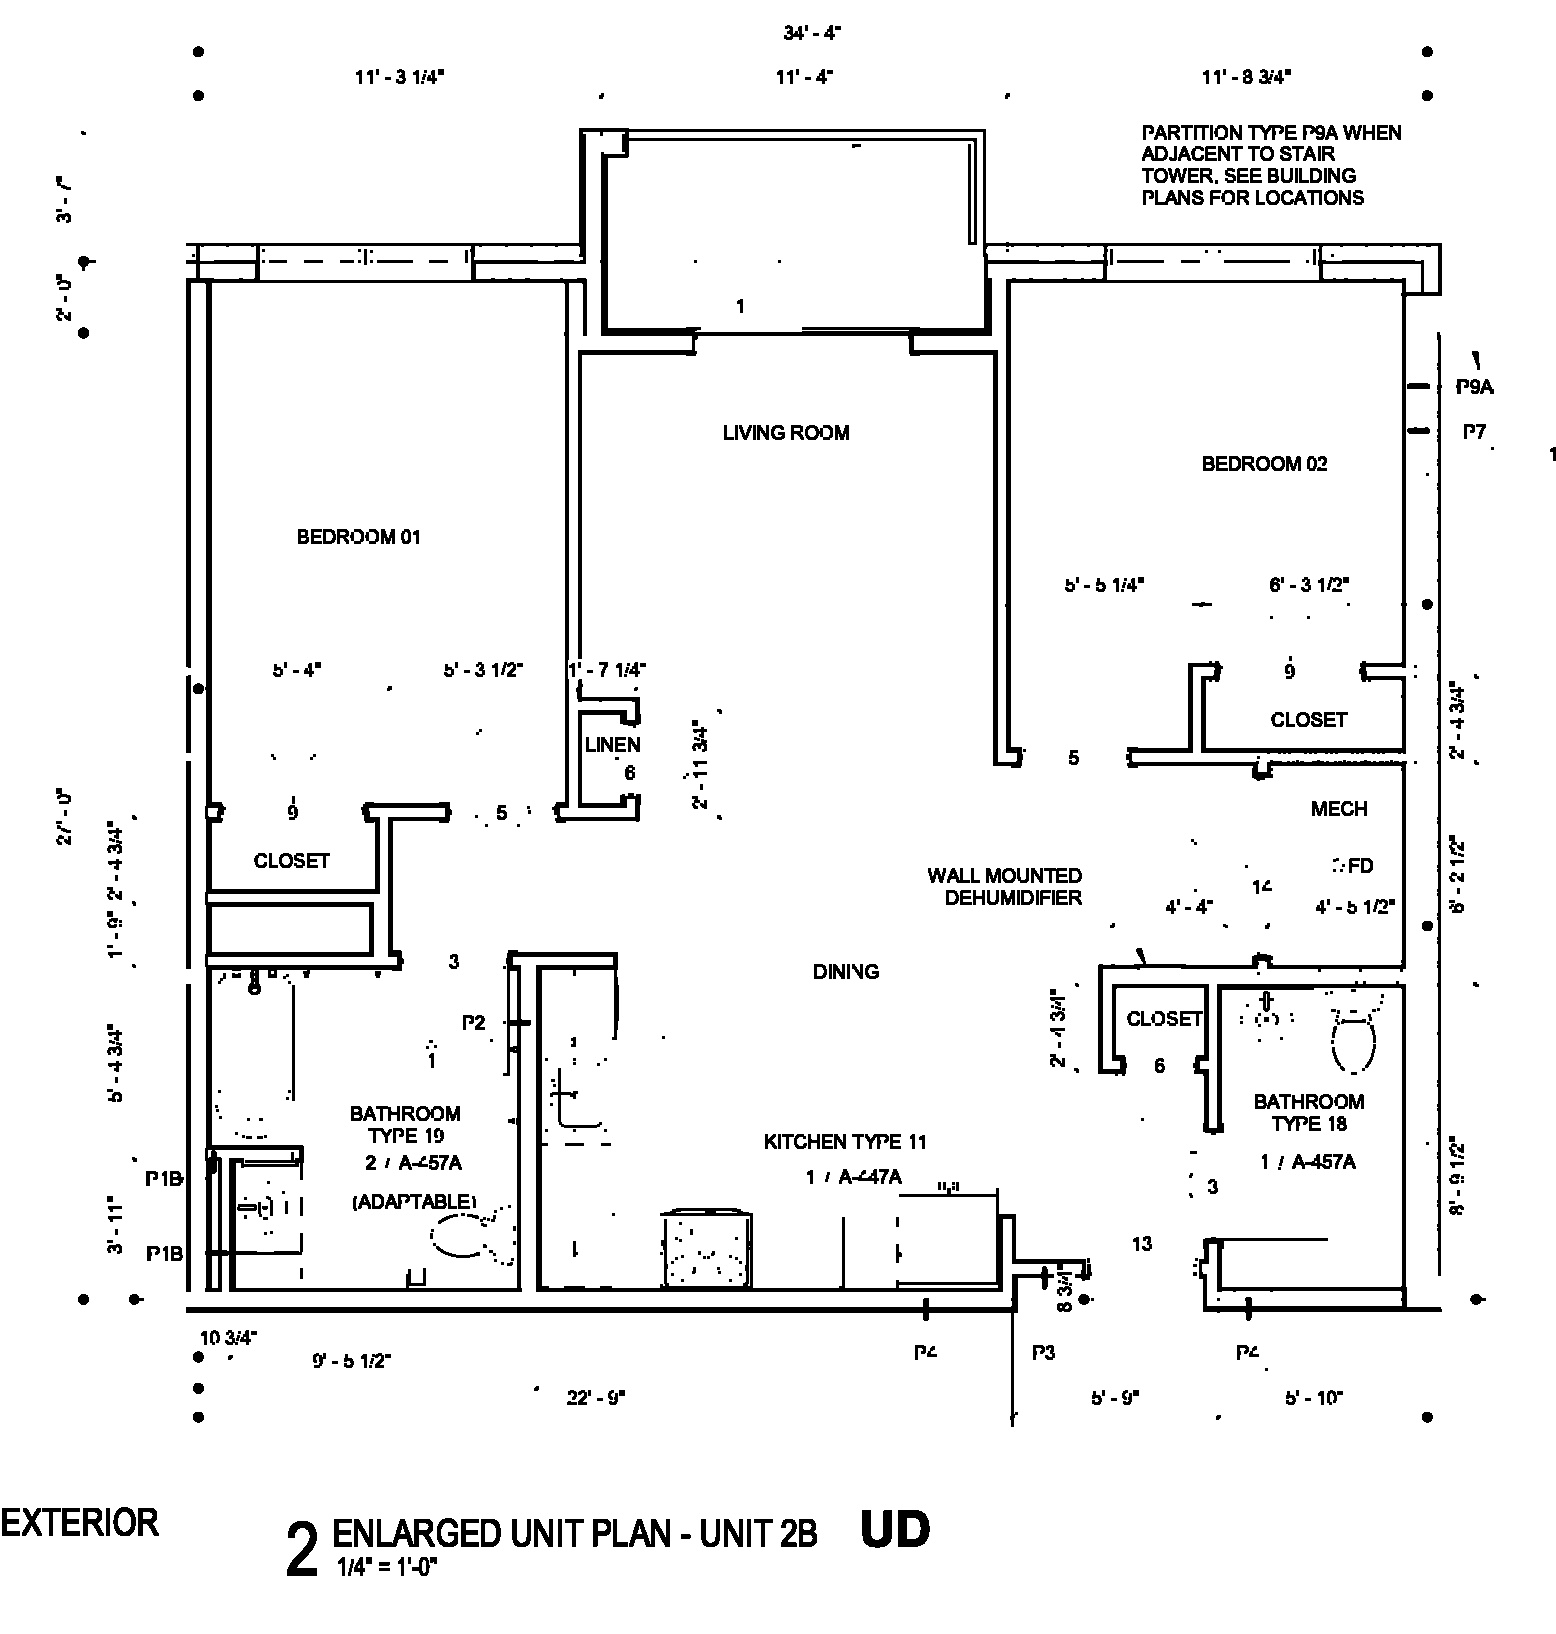 34' - 4"
11' - 3 1/4"
11' - 4"
11' - 8 3/4"
PARTITION TYPE P9A WHEN
ADJACENT TO STAIR
TOWER, SEE BUILDING
PLANS FOR LOCATIONS
3' - 7"
2' - 0"
1
P9A
P7
1
LIVING ROOM
BEDROOM 02
BEDROOM 01
5' - 5 1/4"
6' - 3 1/2"
5' - 4"
5' - 3 1/2"
1' - 7 1/4"
9
CLOSET
2' - 4 3/4"
LINEN
6
2' - 11 3/4"
5
27' - 0"
9
5
MECH
CLOSET
2' - 4 3/4"
WALL MOUNTED
DEHUMIDIFIER
14
FD
4' - 4"
4' - 5 1/2"
6' - 2 1/2"
1' - 9"
3
DINING
P2
2' - 4 3/4"
CLOSET
6
5' - 4 3/4"
1
BATHROOM
TYPE 19
2 / A-457A
(ADAPTABLE)
KITCHEN TYPE 11
1 / A-447A
BATHROOM
TYPE 18
1 / A-457A
3
P1B
P1B
3' - 11"
8' - 9 1/2"
13
8 3/4"
10 3/4"
9' - 5 1/2"
P4
P3
P4
22' - 9"
5' - 9"
5' - 10"
EXTERIOR
2 ENLARGED UNIT PLAN - UNIT 2B UD
1/4" = 1'-0"